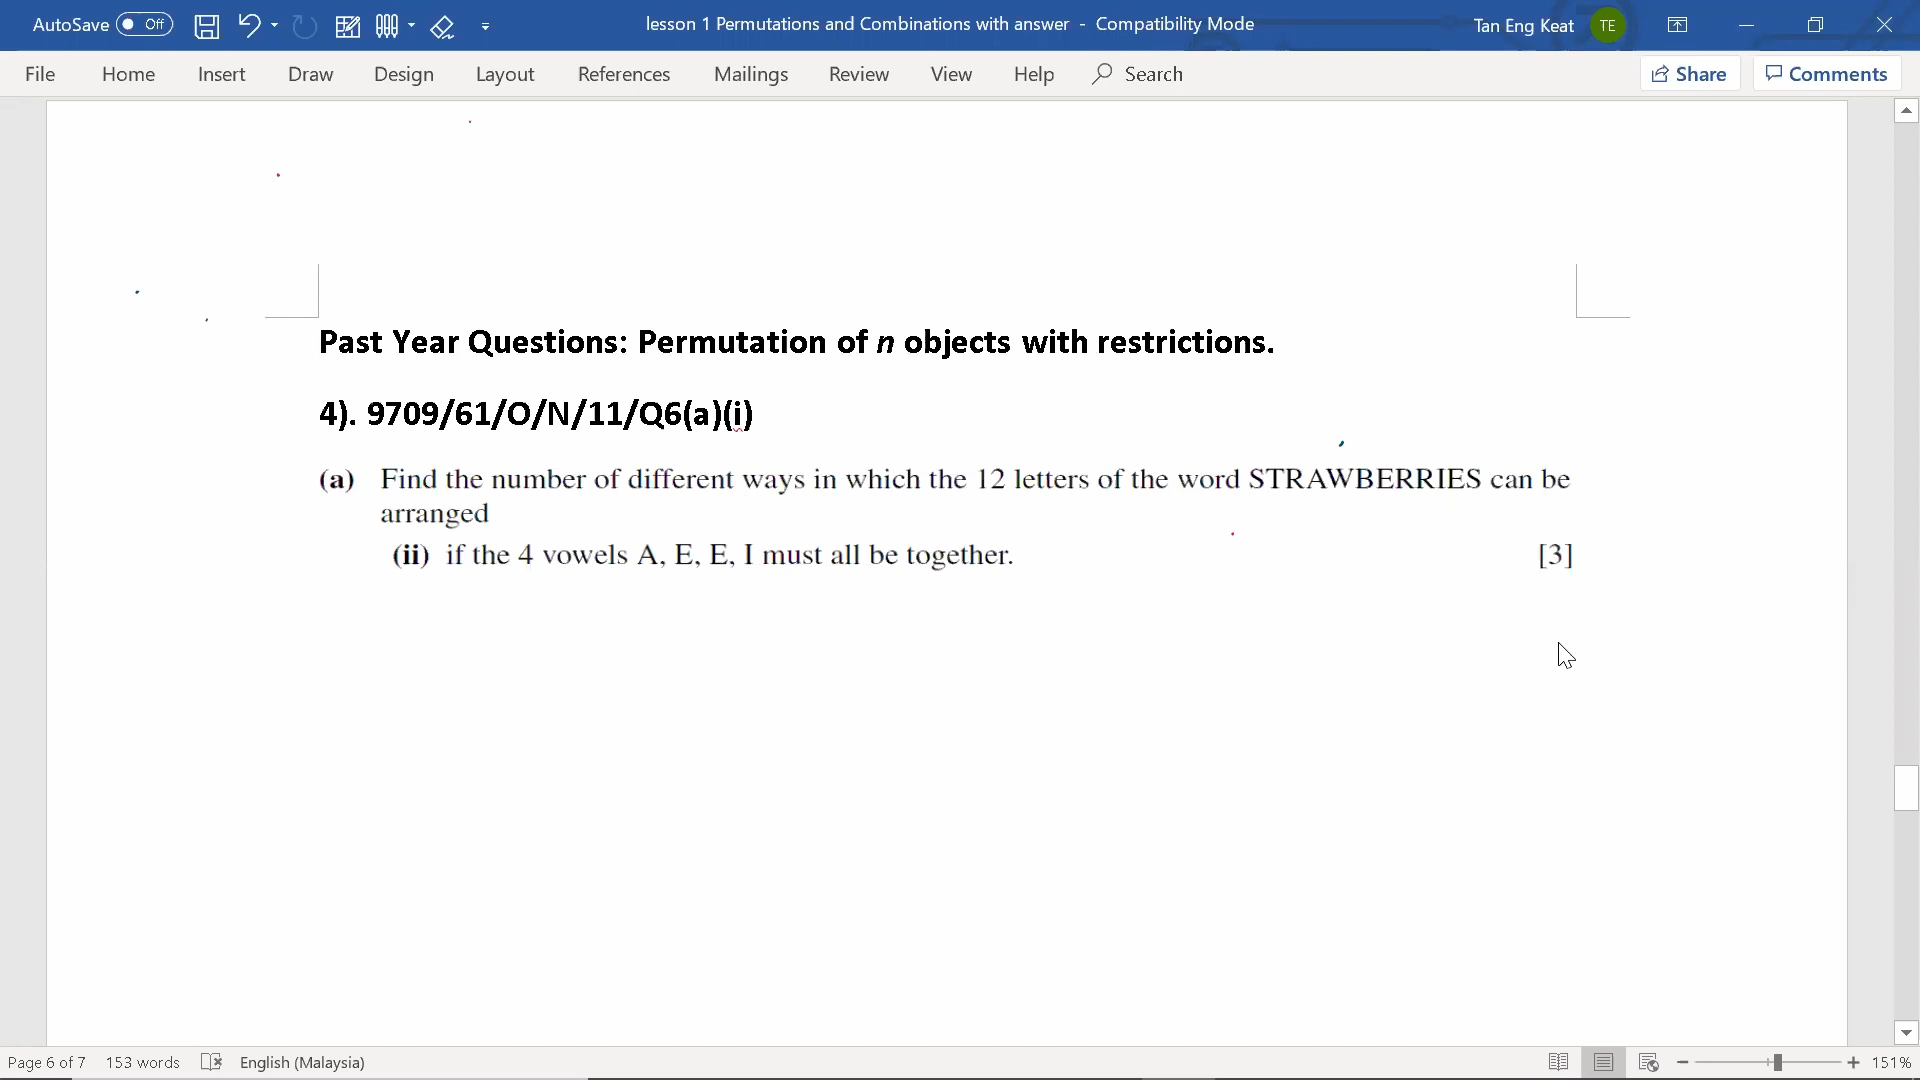 AutoSave Off lesson 1 Permutations and Combinations with answer - Compatibility Mode Tan Eng Keat TE
File Home Insert Draw Design Layout References Mailings Review View Help Search Share Comments
Past Year Questions: Permutation of n objects with restrictions.
4). 9709/61/O/N/11/Q6(a)(i)
(a) Find the number of different ways in which the 12 letters of the word STRAWBERRIES can be
arranged
(ii) if the 4 vowels A, E, E, I must all be together. [3]
Page 6 of 7 153 words English (Malaysia) 151%